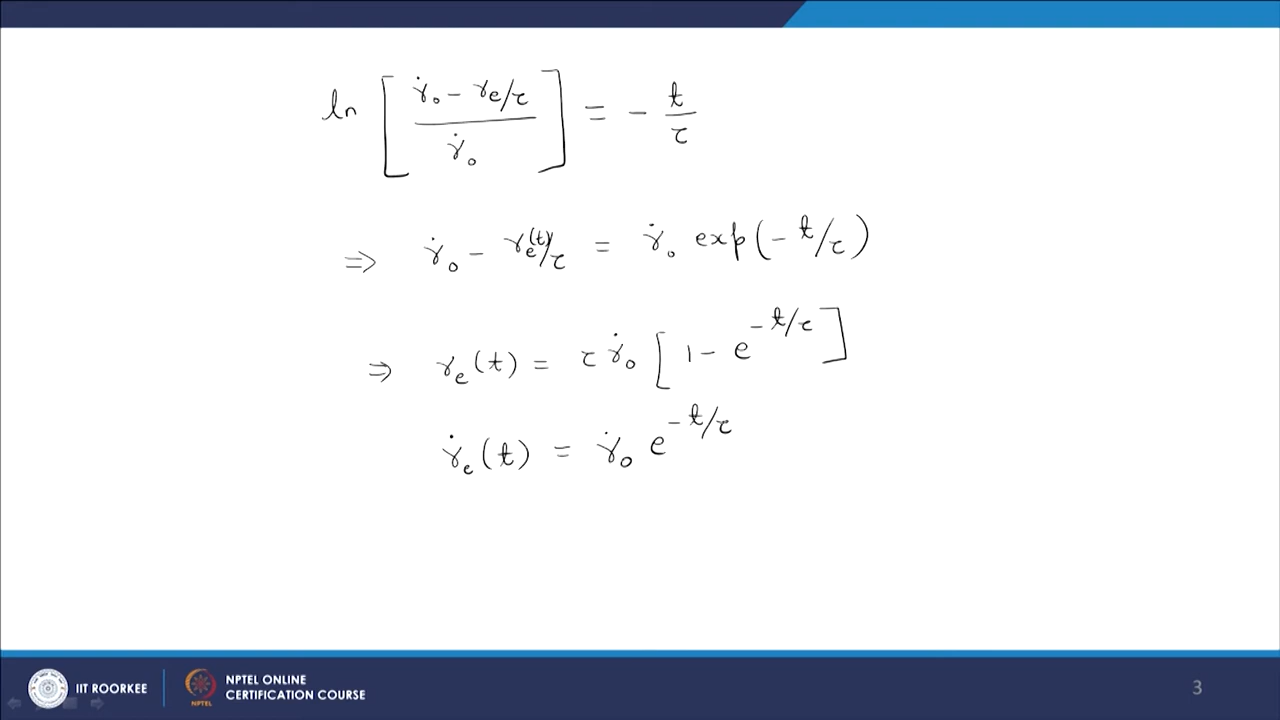 ln [ (γ̇₀ − γₑ/τ) / γ̇₀ ] = − t/τ
⇒ γ̇₀ − γₑ(t)/τ = γ̇₀ exp(− t/τ)
⇒ γₑ(t) = τ γ̇₀ [ 1 − e^(−t/τ) ]
γ̇ₑ(t) = γ̇₀ e^(−t/τ)
IIT ROORKEE
NPTEL ONLINE
CERTIFICATION COURSE
NPTEL
3